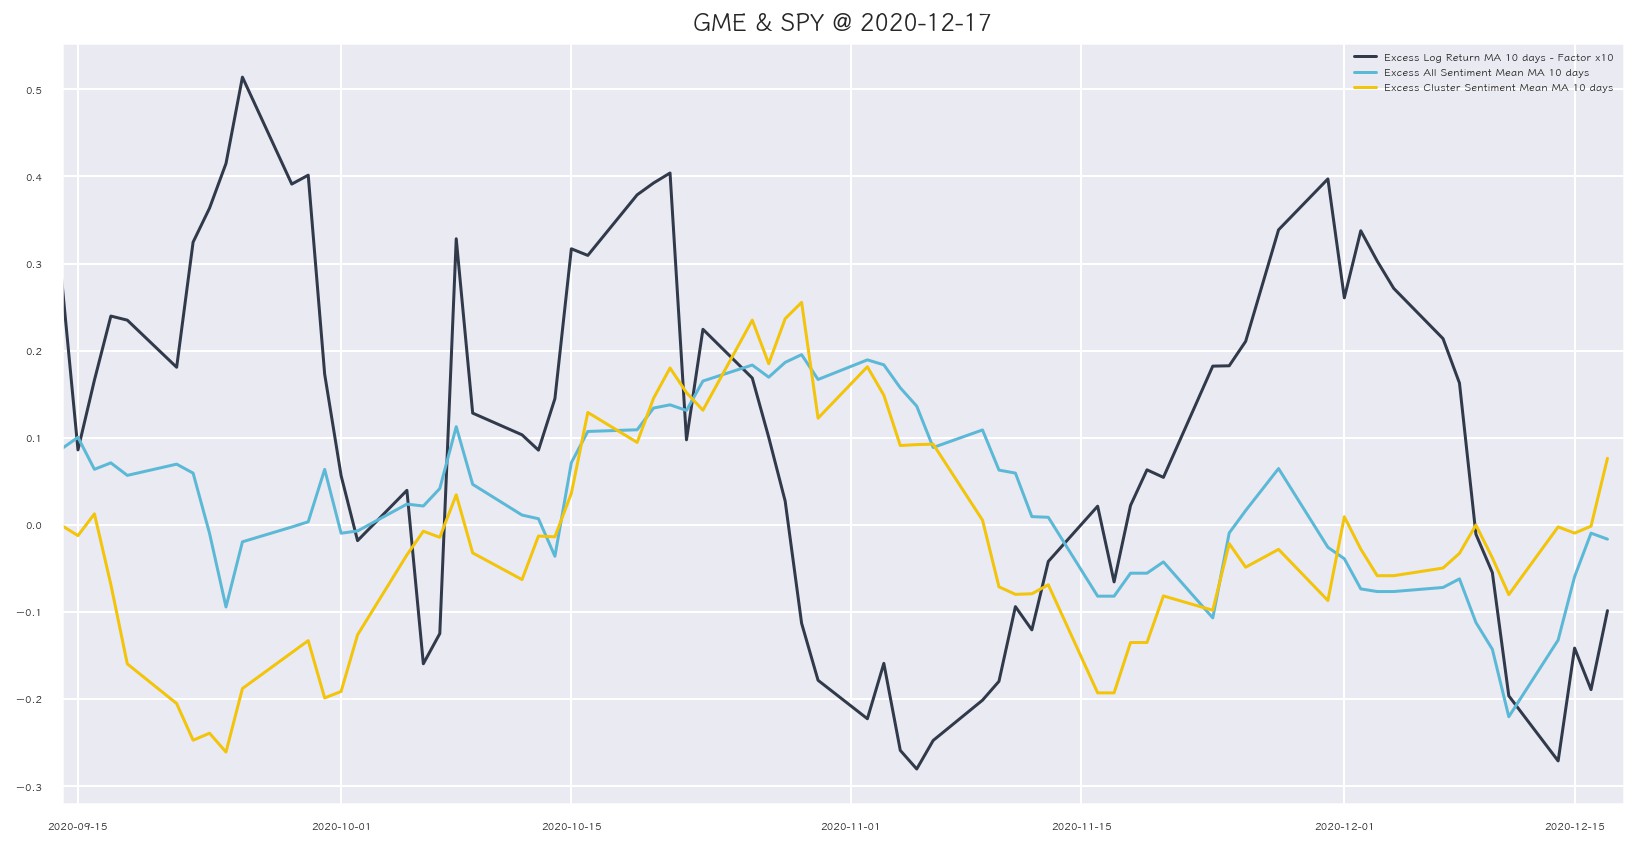 GME & SPY @ 2020-12-17
Excess Log Return MA 10 days - Factor x10
Excess All Sentiment Mean MA 10 days
Excess Cluster Sentiment Mean MA 10 days
0.5
0.4
0.3
0.2
0.1
0.0
−0.1
−0.2
−0.3
2020-09-15 2020-10-01 2020-10-15 2020-11-01 2020-11-15 2020-12-01 2020-12-15